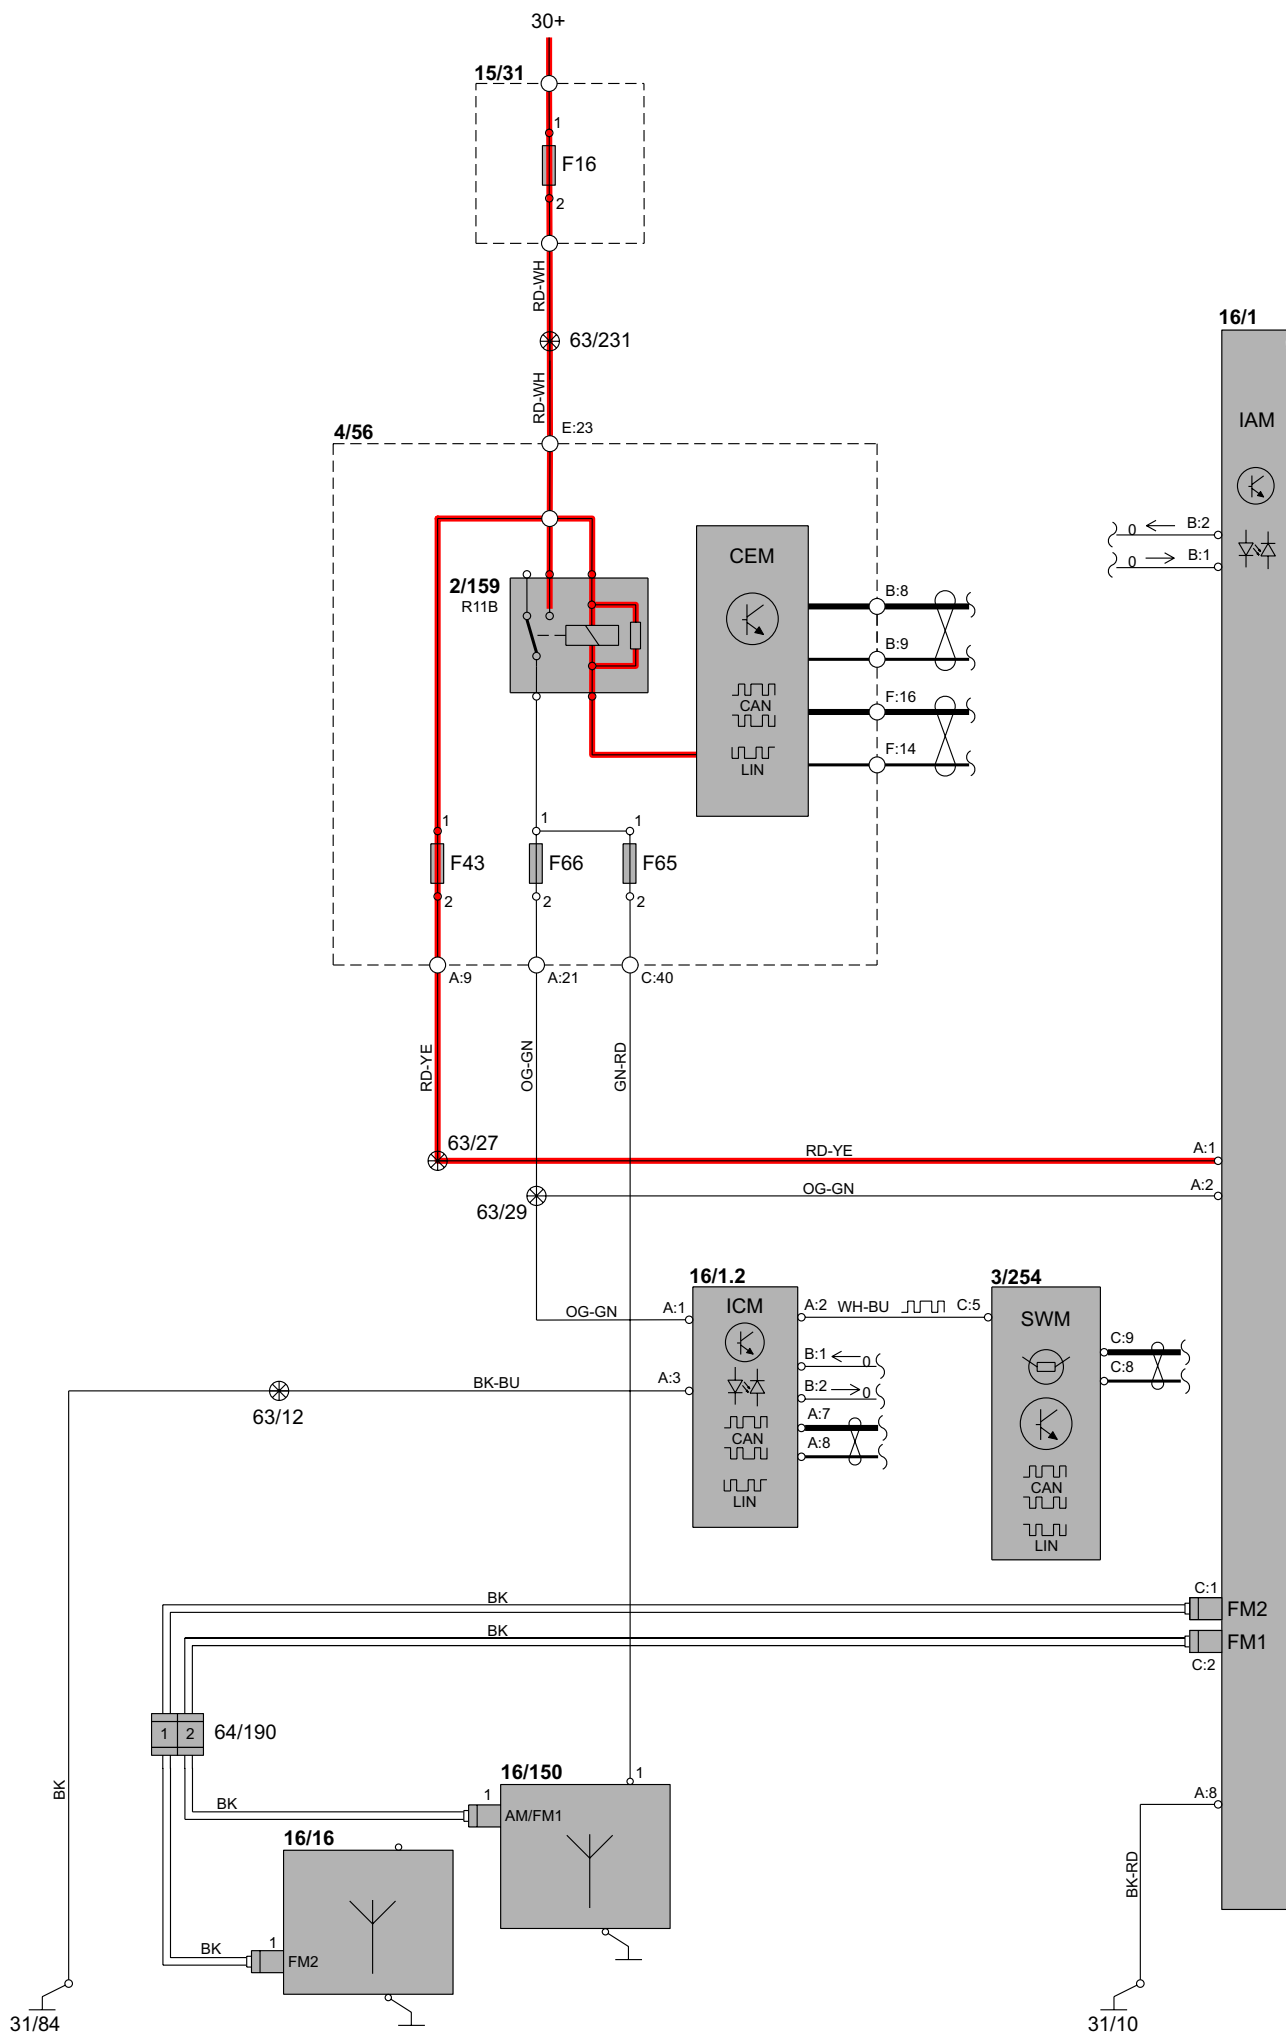 30+
15/31
1
F16
2
RD-WH
63/231
16/1
RD-WH
E:23
4/56
IAM
B:2
0
B:1
0
CEM
2/159
R11B
B:8
B:9
CAN
F:16
LIN
F:14
1
1
1
F43
F66
F65
2
2
2
A:9
A:21
C:40
RD-YE
OG-GN
GN-RD
63/27
RD-YE
A:1
OG-GN
A:2
63/29
16/1.2
3/254
OG-GN
A:1
ICM
A:2
WH-BU
C:5
SWM
C:9
B:1
0
C:8
BK-BU
A:3
B:2
0
63/12
A:7
CAN
A:8
CAN
LIN
LIN
BK
C:1
FM2
BK
FM1
C:2
1
2
64/190
16/150
1
BK
1
BK
AM/FM1
A:8
16/16
BK-RD
1
BK
FM2
31/84
31/10